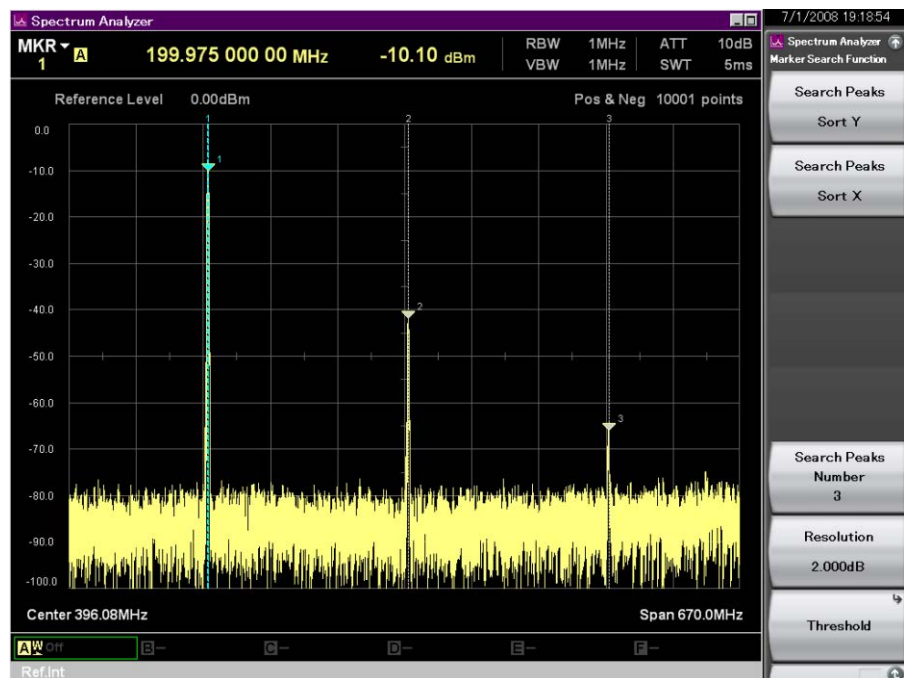 Spectrum Analyzer
7/1/2008 19:18:54
MKR A 199.975 000 00 MHz -10.10 dBm RBW 1MHz ATT 10dB
1 VBW 1MHz SWT 5ms
Reference Level 0.00dBm Pos & Neg 10001 points
1 2 3
0.0
-10.0
-20.0
-30.0
-40.0
-50.0
-60.0
-70.0
-80.0
-90.0
-100.0
1
2
3
Center 396.08MHz Span 670.0MHz
A W Off B- C- D- E- F-
Ref.Int
Spectrum Analyzer
Marker Search Function
Search Peaks
Sort Y
Search Peaks
Sort X
Search Peaks
Number
3
Resolution
2.000dB
Threshold